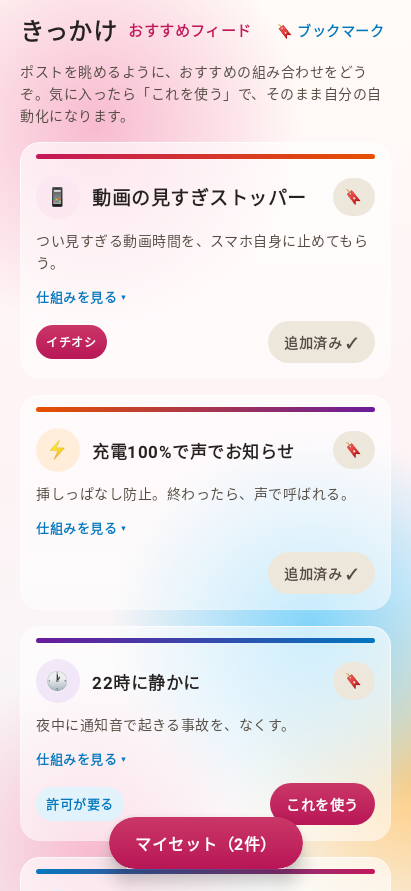 きっかけ おすすめフィード ブックマーク
ポストを眺めるように、おすすめの組み合わせをどう
ぞ。気に入ったら「これを使う」で、そのまま自分の自
動化になります。
動画の見すぎストッパー
つい見すぎる動画時間を、スマホ自身に止めてもら
う。
仕組みを見る ▾
イチオシ 追加済み ✓
充電100%で声でお知らせ
挿しっぱなし防止。終わったら、声で呼ばれる。
仕組みを見る ▾
追加済み ✓
22時に静かに
夜中に通知音で起きる事故を、なくす。
仕組みを見る ▾
許可が要る これを使う
マイセット（2件）